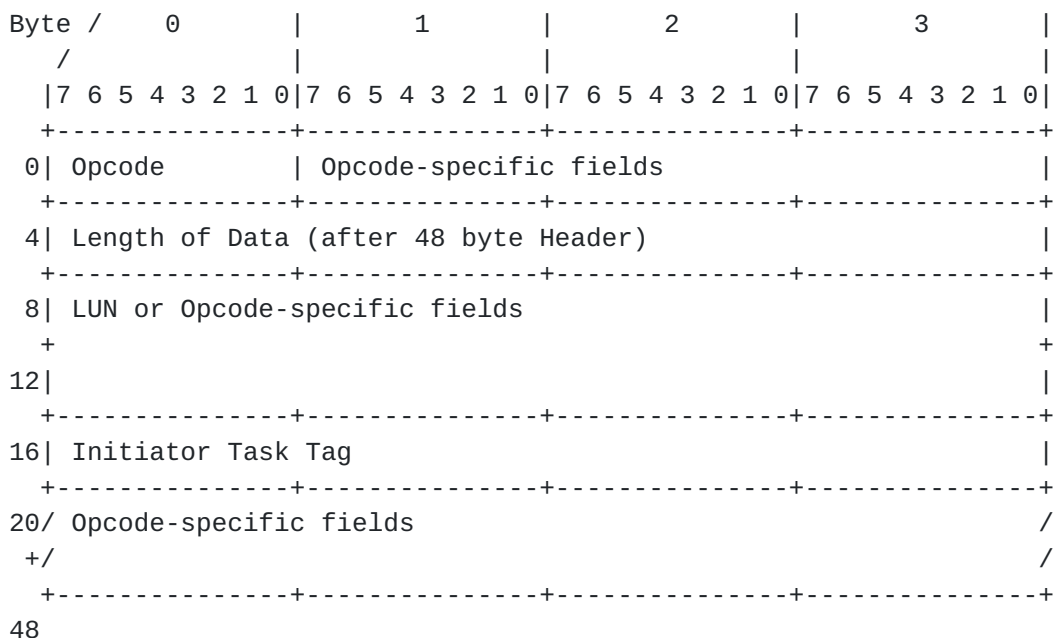 Byte /    0       |       1       |       2       |       3       |
   /              |               |               |               |
  |7 6 5 4 3 2 1 0|7 6 5 4 3 2 1 0|7 6 5 4 3 2 1 0|7 6 5 4 3 2 1 0|
  +---------------+---------------+---------------+---------------+
 0| Opcode        | Opcode-specific fields                        |
  +---------------+---------------+---------------+---------------+
 4| Length of Data (after 48 byte Header)                         |
  +---------------+---------------+---------------+---------------+
 8| LUN or Opcode-specific fields                                 |
  +                                                               +
12|                                                               |
  +---------------+---------------+---------------+---------------+
16| Initiator Task Tag                                            |
  +---------------+---------------+---------------+---------------+
20/ Opcode-specific fields                                        /
 +/                                                               /
  +---------------+---------------+---------------+---------------+
48